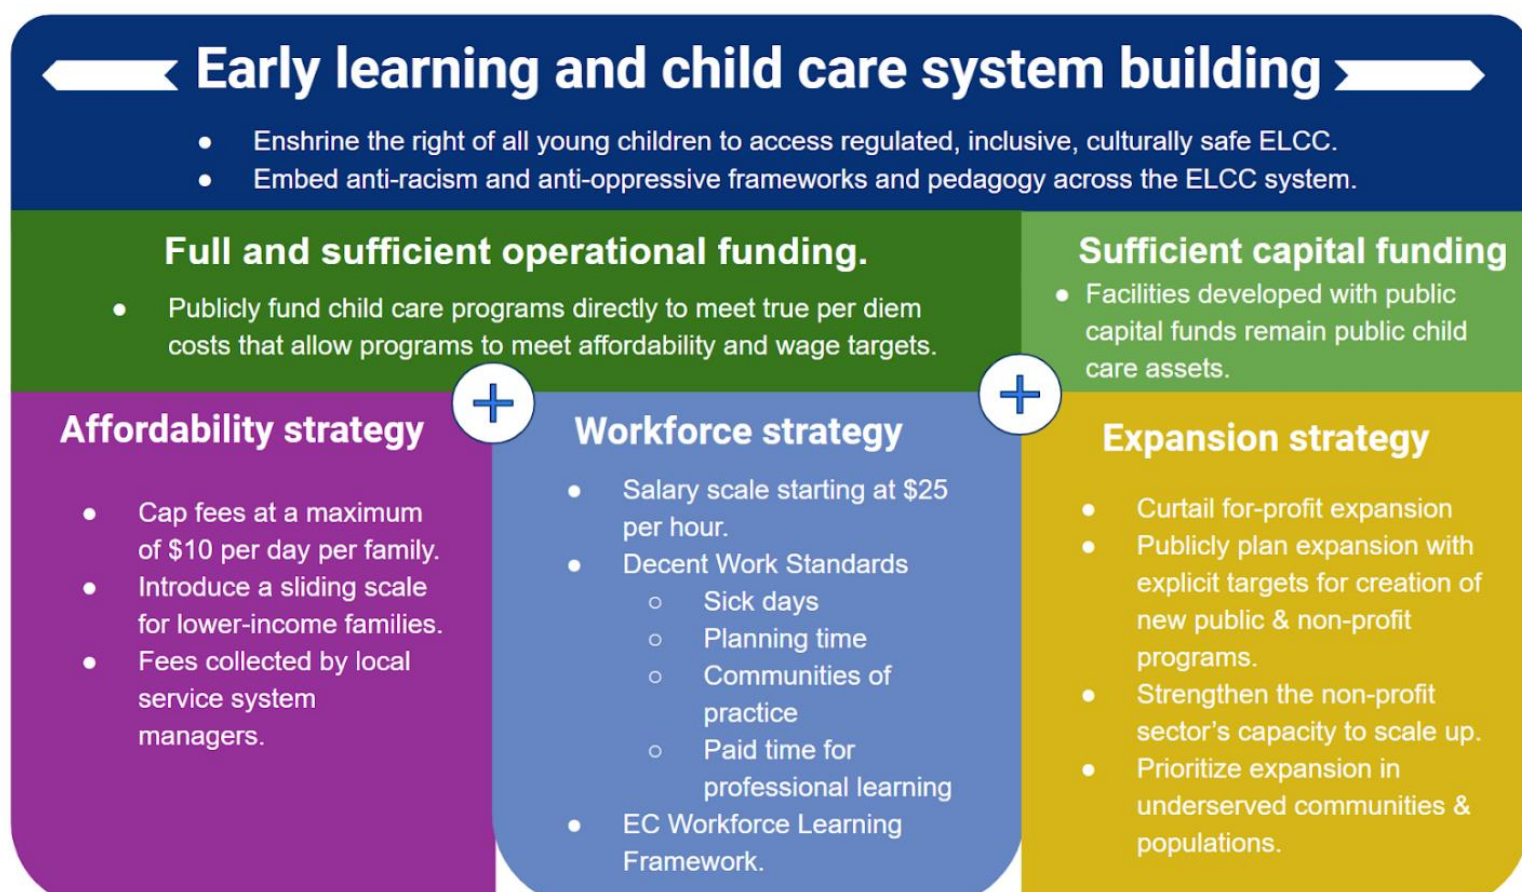 Early learning and child care system building
● Enshrine the right of all young children to access regulated, inclusive, culturally safe ELCC.
● Embed anti-racism and anti-oppressive frameworks and pedagogy across the ELCC system.
Full and sufficient operational funding.
● Publicly fund child care programs directly to meet true per diem
costs that allow programs to meet affordability and wage targets.
Sufficient capital funding
● Facilities developed with public
capital funds remain public child
care assets.
+
+
Affordability strategy
● Cap fees at a maximum
of $10 per day per family.
● Introduce a sliding scale
for lower-income families.
● Fees collected by local
service system
managers.
Workforce strategy
● Salary scale starting at $25
per hour.
● Decent Work Standards
○ Sick days
○ Planning time
○ Communities of
practice
○ Paid time for
professional learning
● EC Workforce Learning
Framework.
Expansion strategy
● Curtail for-profit expansion
● Publicly plan expansion with
explicit targets for creation of
new public & non-profit
programs.
● Strengthen the non-profit
sector’s capacity to scale up.
● Prioritize expansion in
underserved communities &
populations.